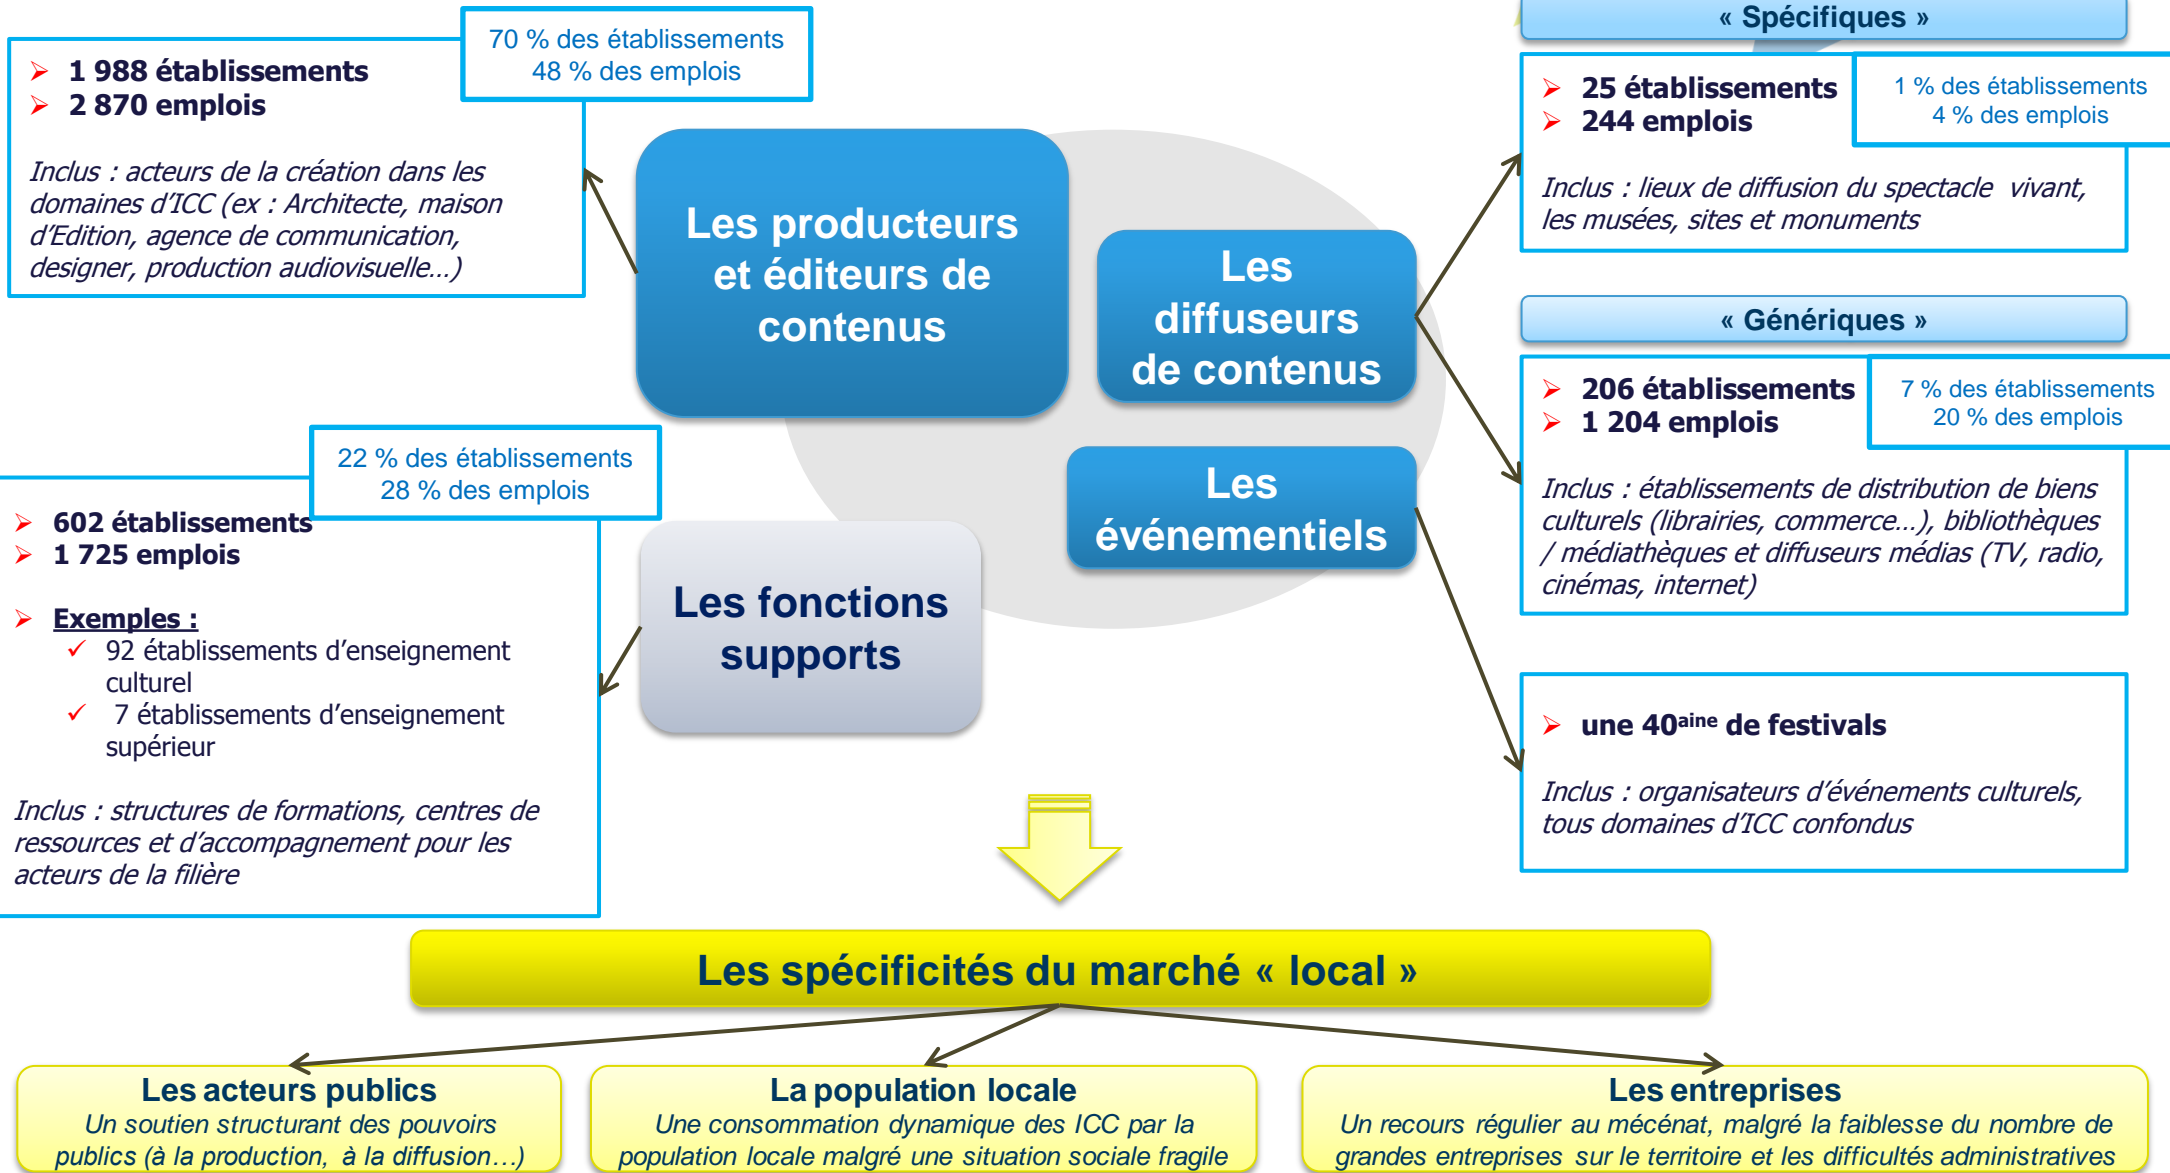 70 % des établissements
48 % des emplois
➢ 1 988 établissements
➢ 2 870 emplois
Inclus : acteurs de la création dans les
domaines d’ICC (ex : Architecte, maison
d’Edition, agence de communication,
designer, production audiovisuelle…)
Les producteurs
et éditeurs de
contenus
Les
diffuseurs
de contenus
« Spécifiques »
➢ 25 établissements
➢ 244 emplois
1 % des établissements
4 % des emplois
Inclus : lieux de diffusion du spectacle vivant,
les musées, sites et monuments
« Génériques »
➢ 206 établissements
➢ 1 204 emplois
7 % des établissements
20 % des emplois
Inclus : établissements de distribution de biens
culturels (librairies, commerce…), bibliothèques
/ médiathèques et diffuseurs médias (TV, radio,
cinémas, internet)
Les
événementiels
➢ une 40aine de festivals
Inclus : organisateurs d’événements culturels,
tous domaines d’ICC confondus
22 % des établissements
28 % des emplois
➢ 602 établissements
➢ 1 725 emplois
➢ Exemples :
✓ 92 établissements d’enseignement
culturel
✓ 7 établissements d’enseignement
supérieur
Inclus : structures de formations, centres de
ressources et d’accompagnement pour les
acteurs de la filière
Les fonctions
supports
Les spécificités du marché « local »
Les acteurs publics
Un soutien structurant des pouvoirs
publics (à la production, à la diffusion…)
La population locale
Une consommation dynamique des ICC par la
population locale malgré une situation sociale fragile
Les entreprises
Un recours régulier au mécénat, malgré la faiblesse du nombre de
grandes entreprises sur le territoire et les difficultés administratives